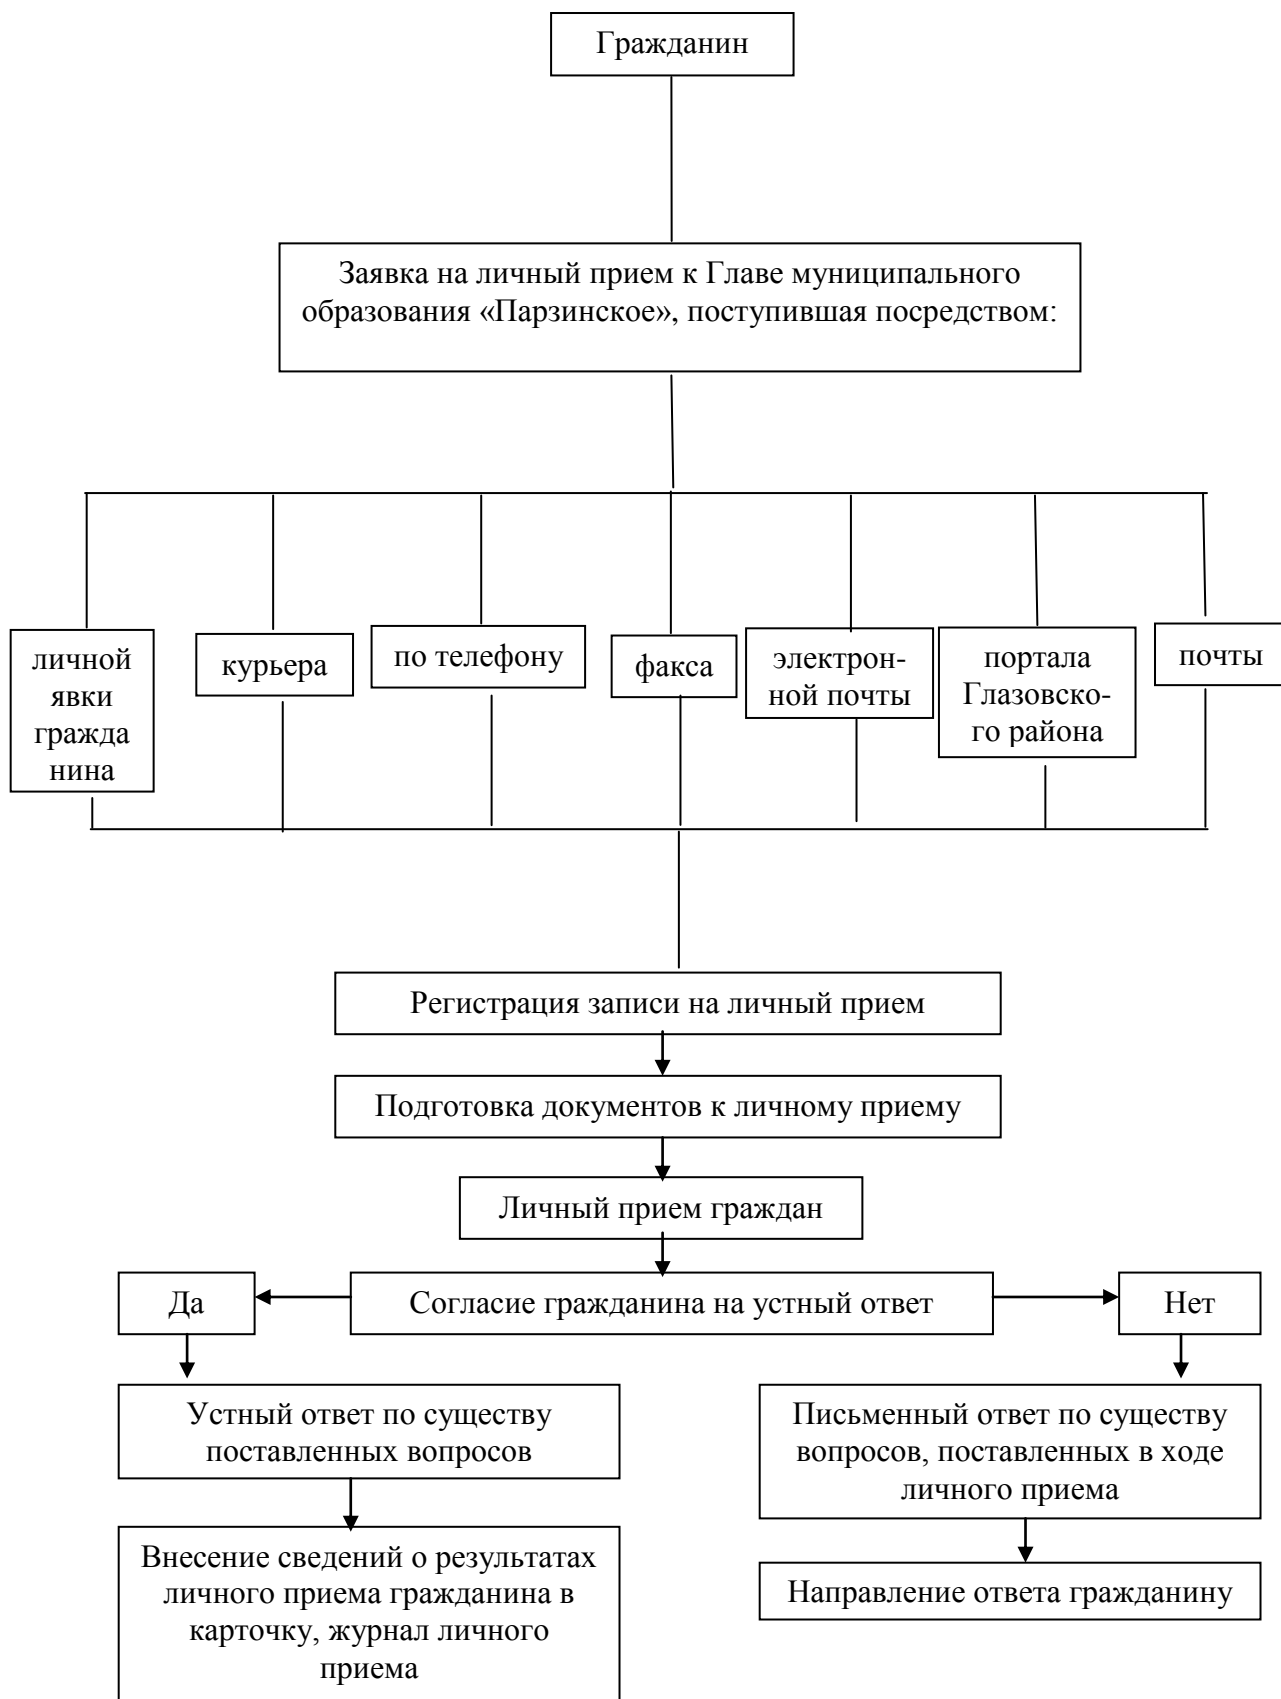 Гражданин
Заявка на личный прием к Главе муниципального
образования «Парзинское», поступившая посредством:
личной
явки
гражда
нина
курьера
по телефону
факса
электрон-
ной почты
портала
Глазовско-
го района
почты
Регистрация записи на личный прием
Подготовка документов к личному приему
Личный прием граждан
Да
Согласие гражданина на устный ответ
Нет
Устный ответ по существу
поставленных вопросов
Письменный ответ по существу
вопросов, поставленных в ходе
личного приема
Внесение сведений о результатах
личного приема гражданина в
карточку, журнал личного
приема
Направление ответа гражданину